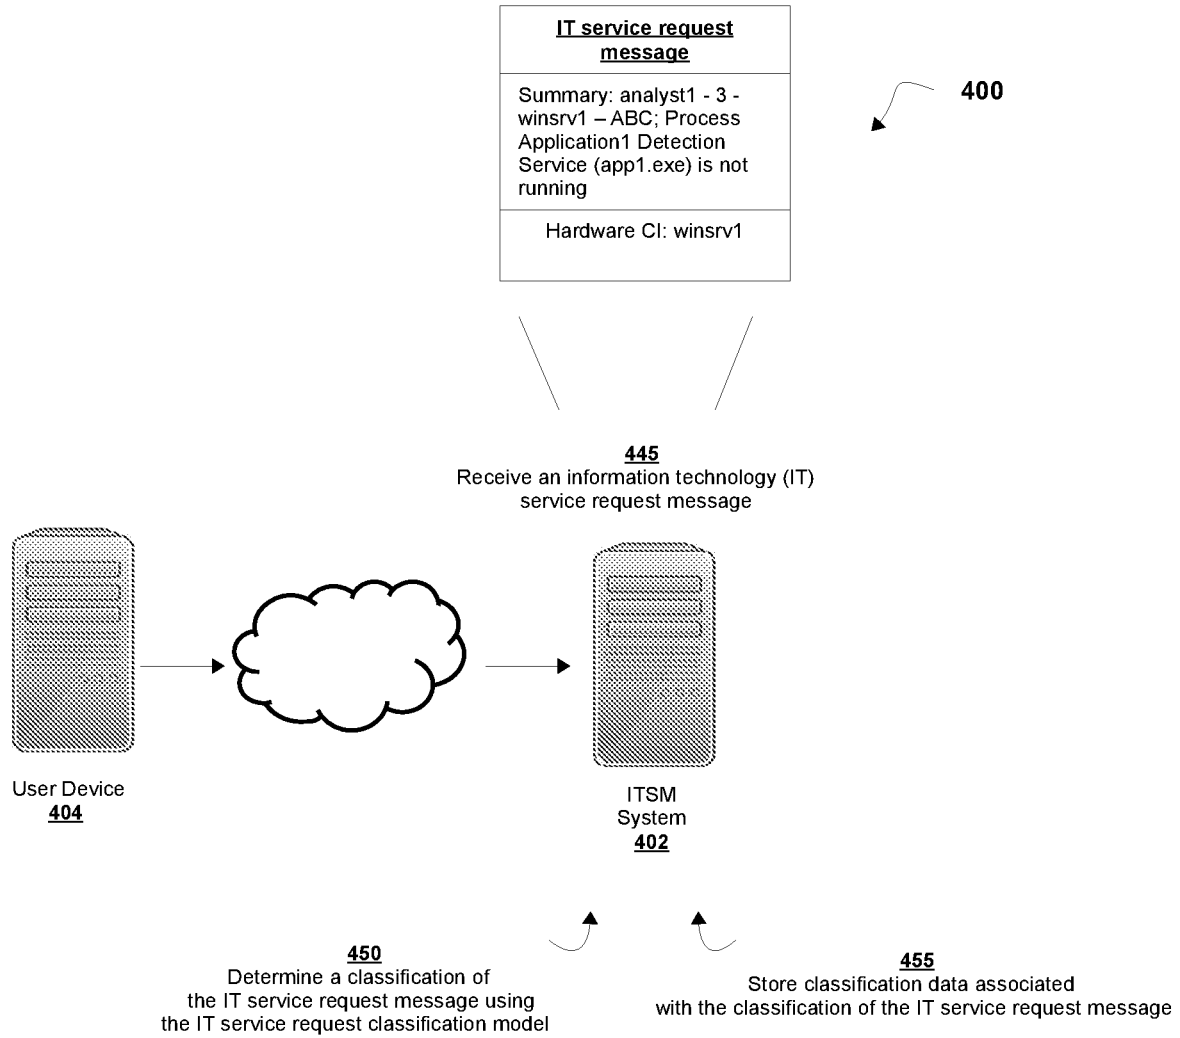 IT service request
message
Summary: analyst1 - 3 -
winsrv1 – ABC; Process
Application1 Detection
Service (app1.exe) is not
running
Hardware CI: winsrv1
400
445
Receive an information technology (IT)
service request message
User Device
404
ITSM
System
402
450
Determine a classification of
the IT service request message using
the IT service request classification model
455
Store classification data associated
with the classification of the IT service request message